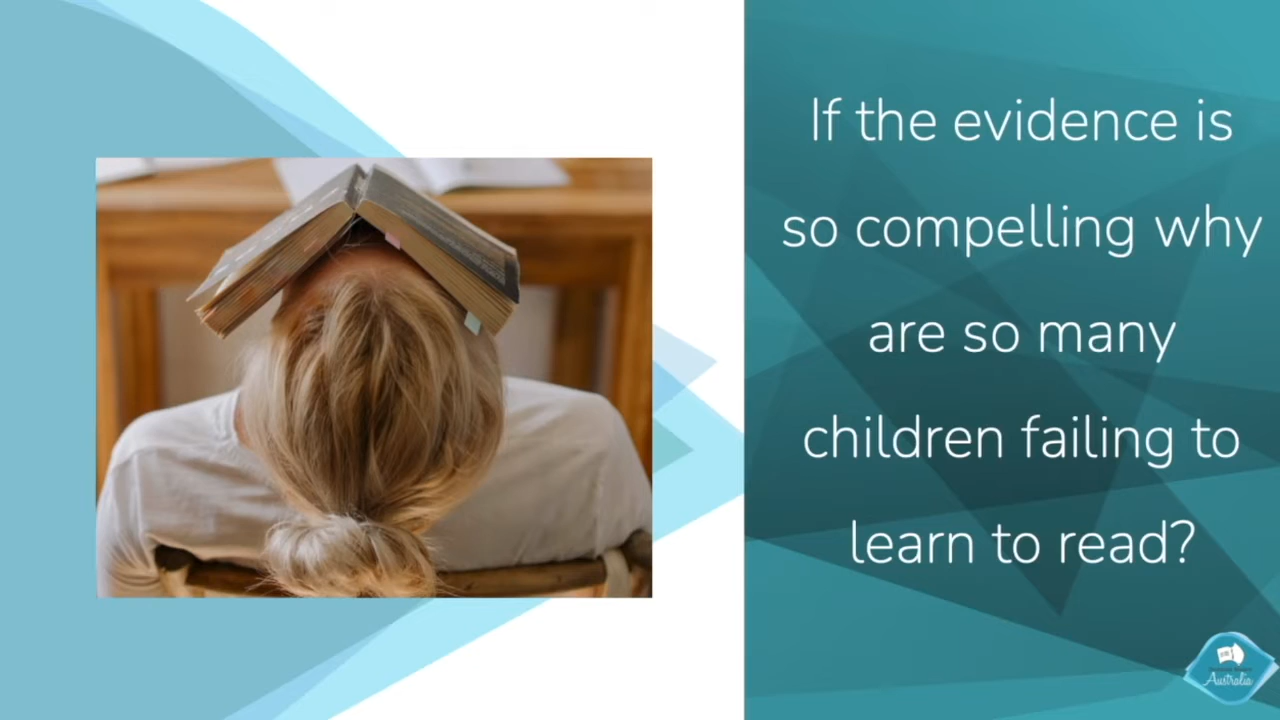 If the evidence is
so compelling why
are so many
children failing to
learn to read?
Australia